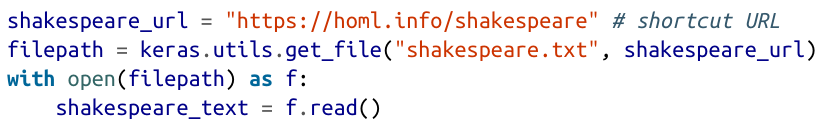 shakespeare_url = "https://homl.info/shakespeare" # shortcut URL
filepath = keras.utils.get_file("shakespeare.txt", shakespeare_url)
with open(filepath) as f:
    shakespeare_text = f.read()